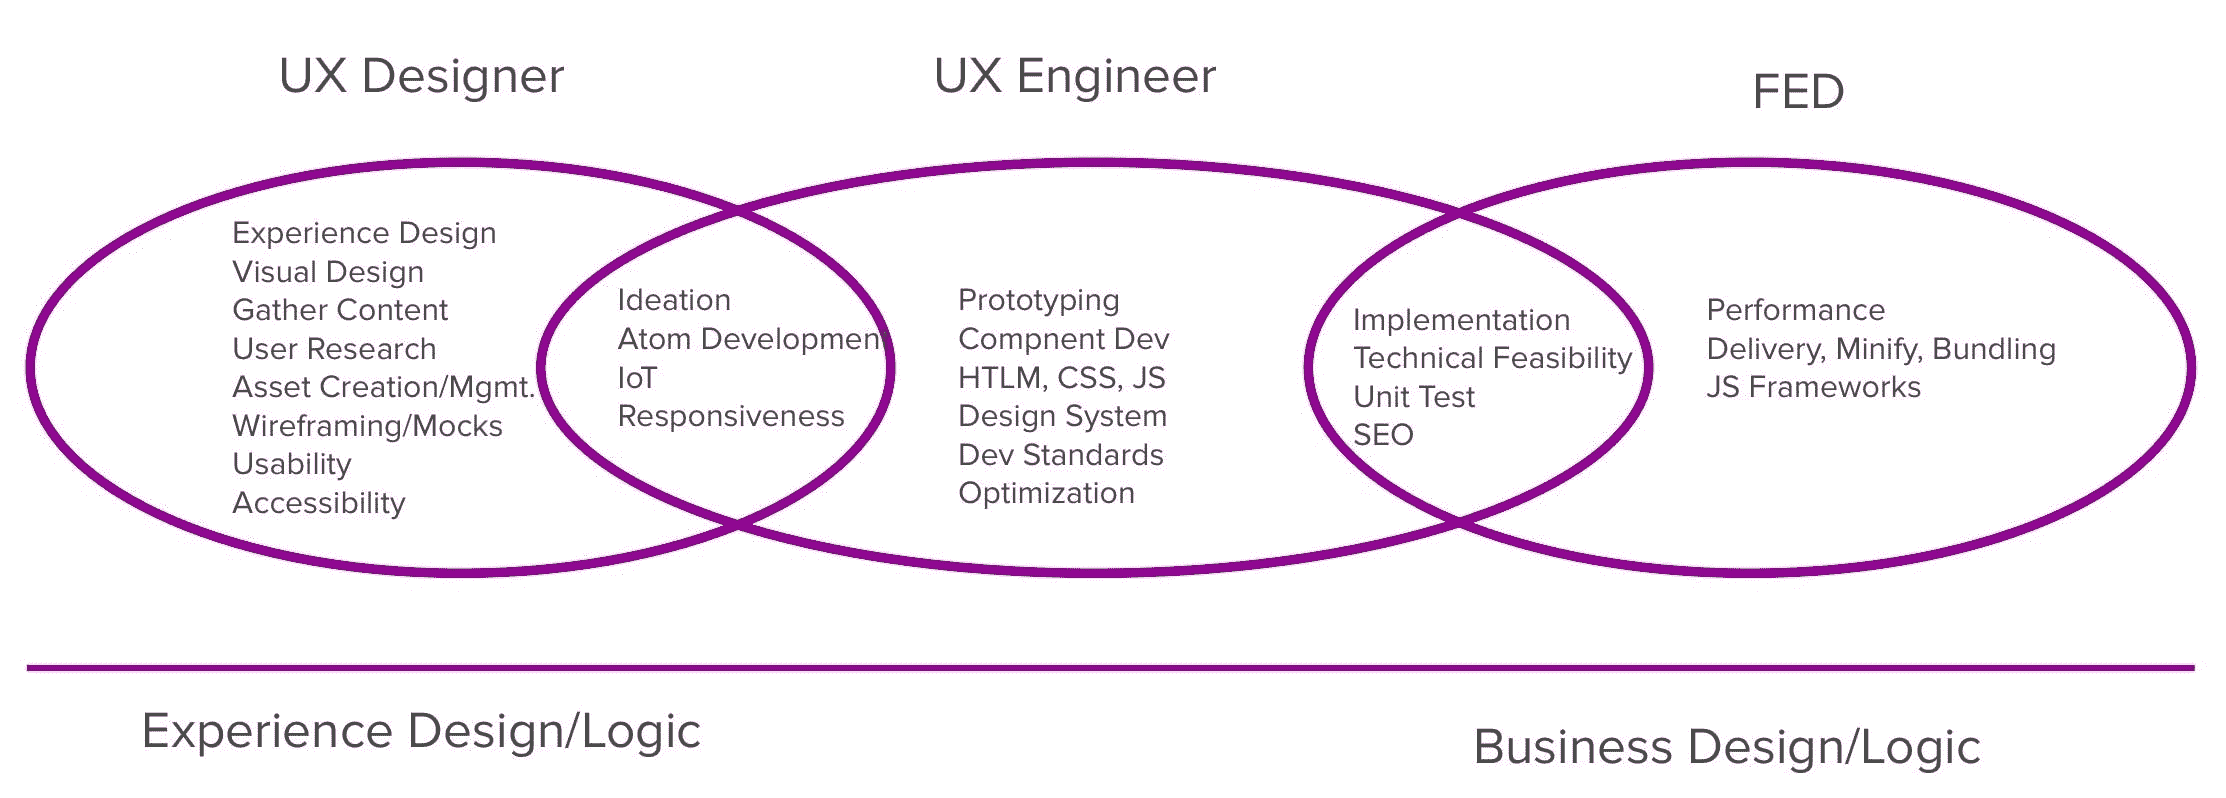 UX Designer
UX Engineer
FED
Experience Design
Visual Design
Gather Content
User Research
Asset Creation/Mgmt.
Wireframing/Mocks
Usability
Accessibility
Ideation
Atom Development
IoT
Responsiveness
Prototyping
Compnent Dev
HTLM, CSS, JS
Design System
Dev Standards
Optimization
Implementation
Technical Feasibility
Unit Test
SEO
Performance
Delivery, Minify, Bundling
JS Frameworks
Experience Design/Logic
Business Design/Logic